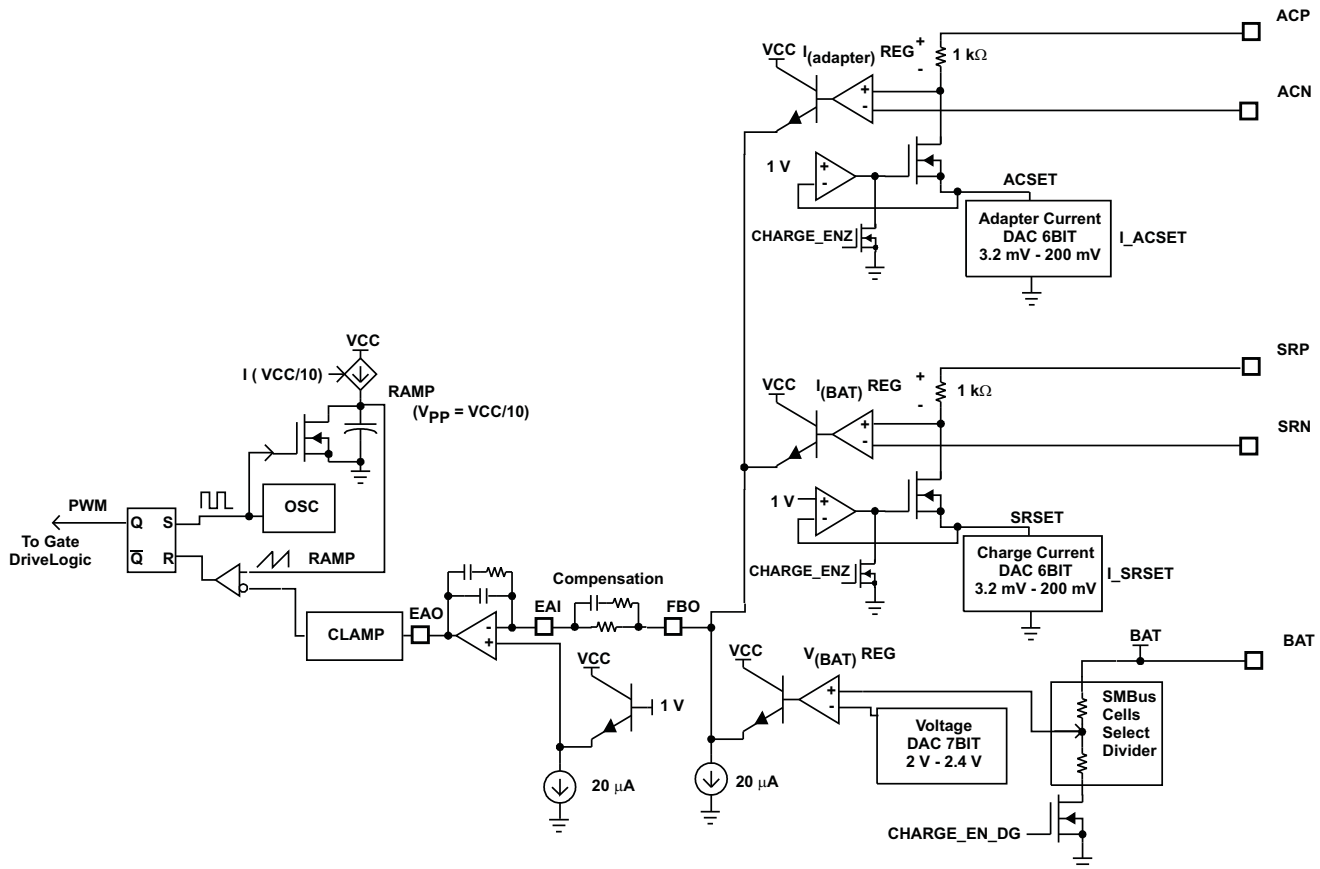 ACP
VCC
I(adapter) REG
+
-
1 kΩ
ACN
+
-
1 V
+
-
ACSET
CHARGE_ENZ
Adapter Current
DAC 6BIT
3.2 mV - 200 mV
I_ACSET
SRP
VCC
I(BAT) REG
+
-
1 kΩ
SRN
+
-
1 V
+
-
SRSET
CHARGE_ENZ
Charge Current
DAC 6BIT
3.2 mV - 200 mV
I_SRSET
VCC
I ( VCC/10)
RAMP
(VPP = VCC/10)
PWM
Q S
Q̅ R
OSC
To Gate
DriveLogic
RAMP
CLAMP
EAO
-
+
EAI
Compensation
FBO
VCC
1 V
20 µA
VCC
V(BAT) REG
+
-
20 µA
Voltage
DAC 7BIT
2 V - 2.4 V
BAT
BAT
SMBus
Cells
Select
Divider
CHARGE_EN_DG